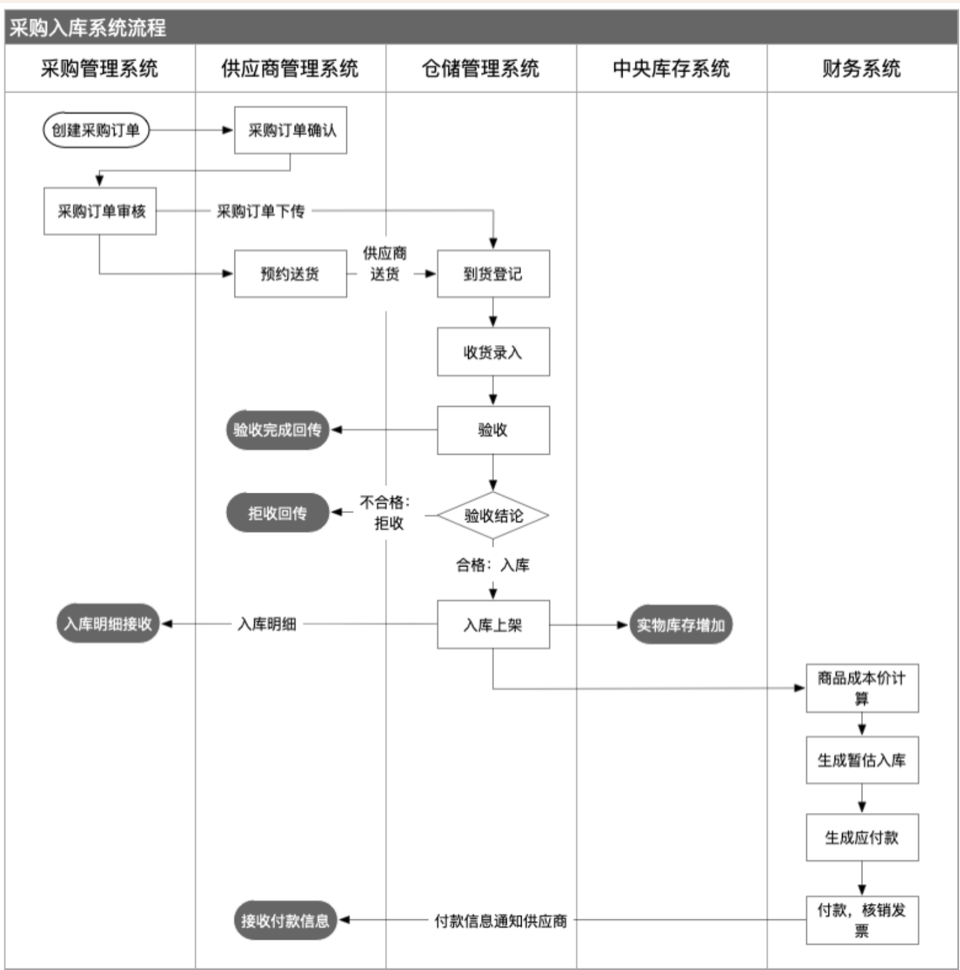 采购入库系统流程
采购管理系统
供应商管理系统
仓储管理系统
中央库存系统
财务系统
创建采购订单
采购订单确认
采购订单审核
采购订单下传
预约送货
供应商
送货
到货登记
收货录入
验收完成回传
验收
拒收回传
不合格：
拒收
验收结论
合格：入库
入库明细接收
入库明细
入库上架
实物库存增加
商品成本价计
算
生成暂估入库
生成应付款
接收付款信息
付款信息通知供应商
付款，核销发
票